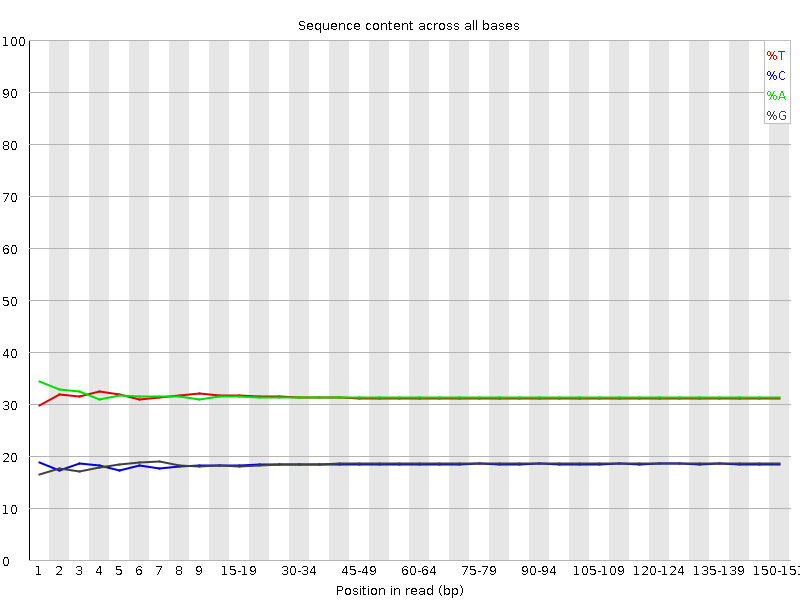 Sequence content across all bases
100
90
80
70
60
50
40
30
20
10
0
%T
%C
%A
%G
1 2 3 4 5 6 7 8 9 15-19 30-34 45-49 60-64 75-79 90-94 105-109 120-124 135-139 150-151
Position in read (bp)